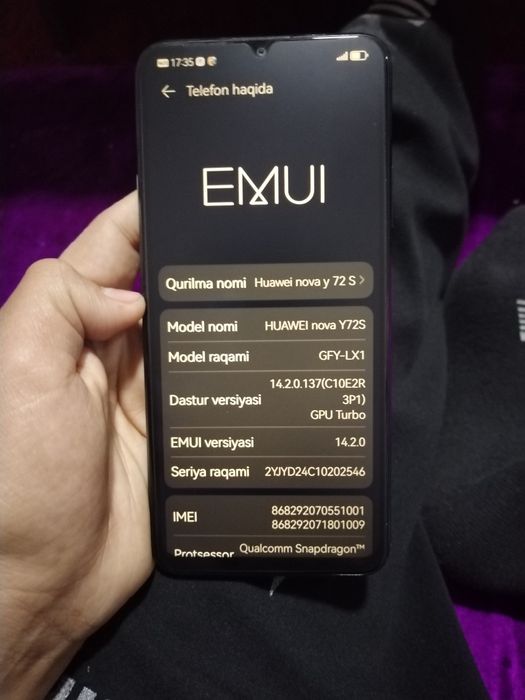 17:35
Telefon haqida
EMUI
Qurilma nomi Huawei nova y 72 S
Model nomi HUAWEI nova Y72S
Model raqami GFY-LX1
Dastur versiyasi 14.2.0.137(C10E2R
3P1)
GPU Turbo
EMUI versiyasi 14.2.0
Seriya raqami 2YJYD24C10202546
IMEI 868292070551001
868292071801009
Protsessor Qualcomm Snapdragon™